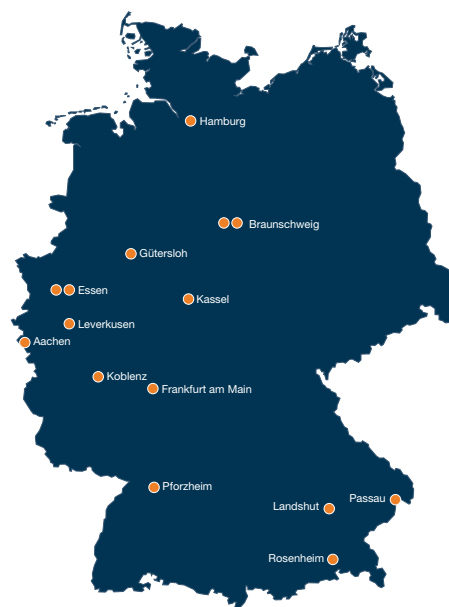 Hamburg
Braunschweig
Gütersloh
Essen
Kassel
Leverkusen
Aachen
Koblenz
Frankfurt am Main
Pforzheim
Passau
Landshut
Rosenheim